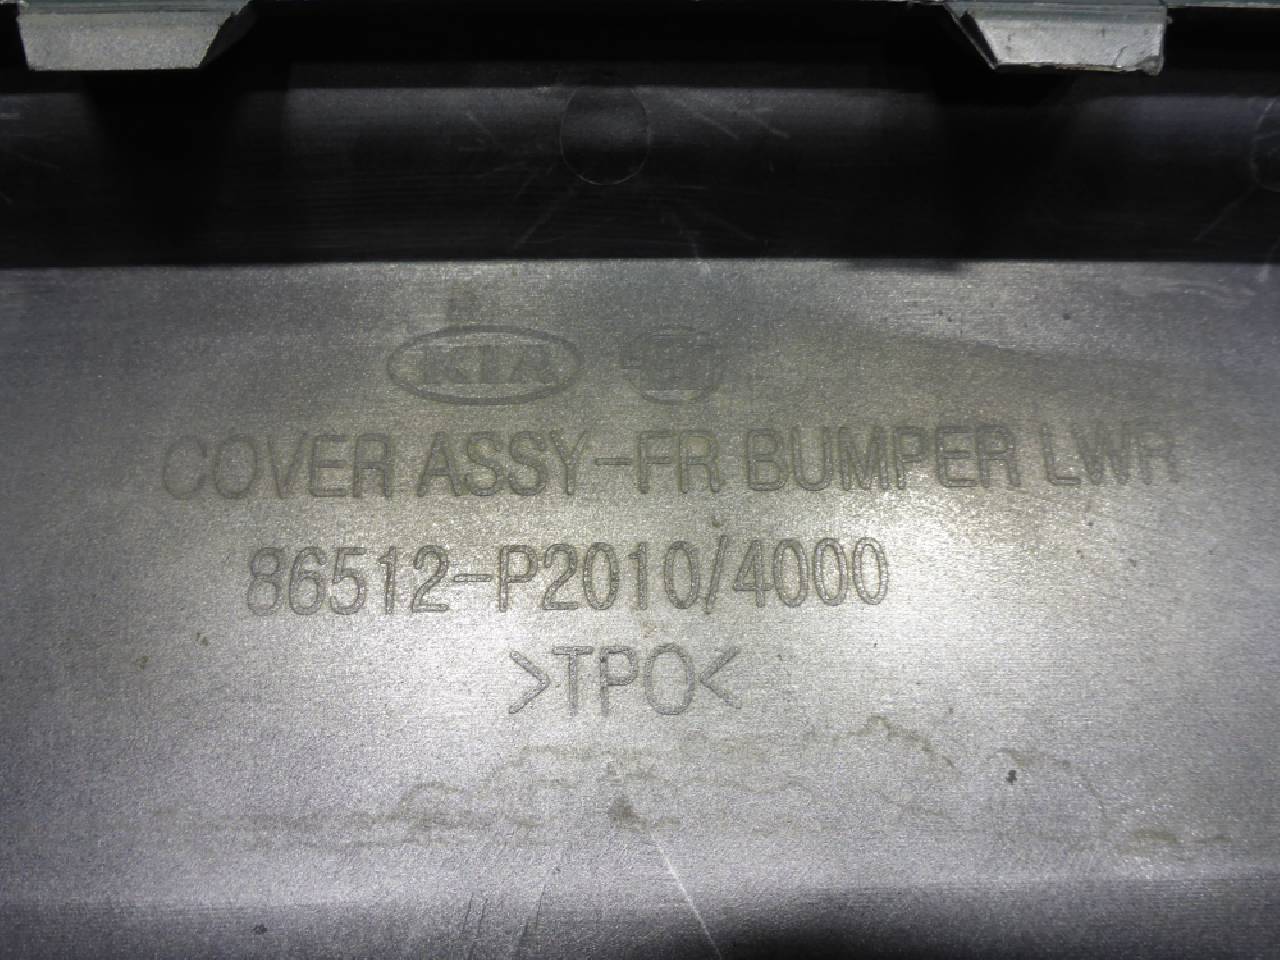 KIA
COVER ASSY-FR BUMPER LWR
86512-P2010/4000
>TPO<